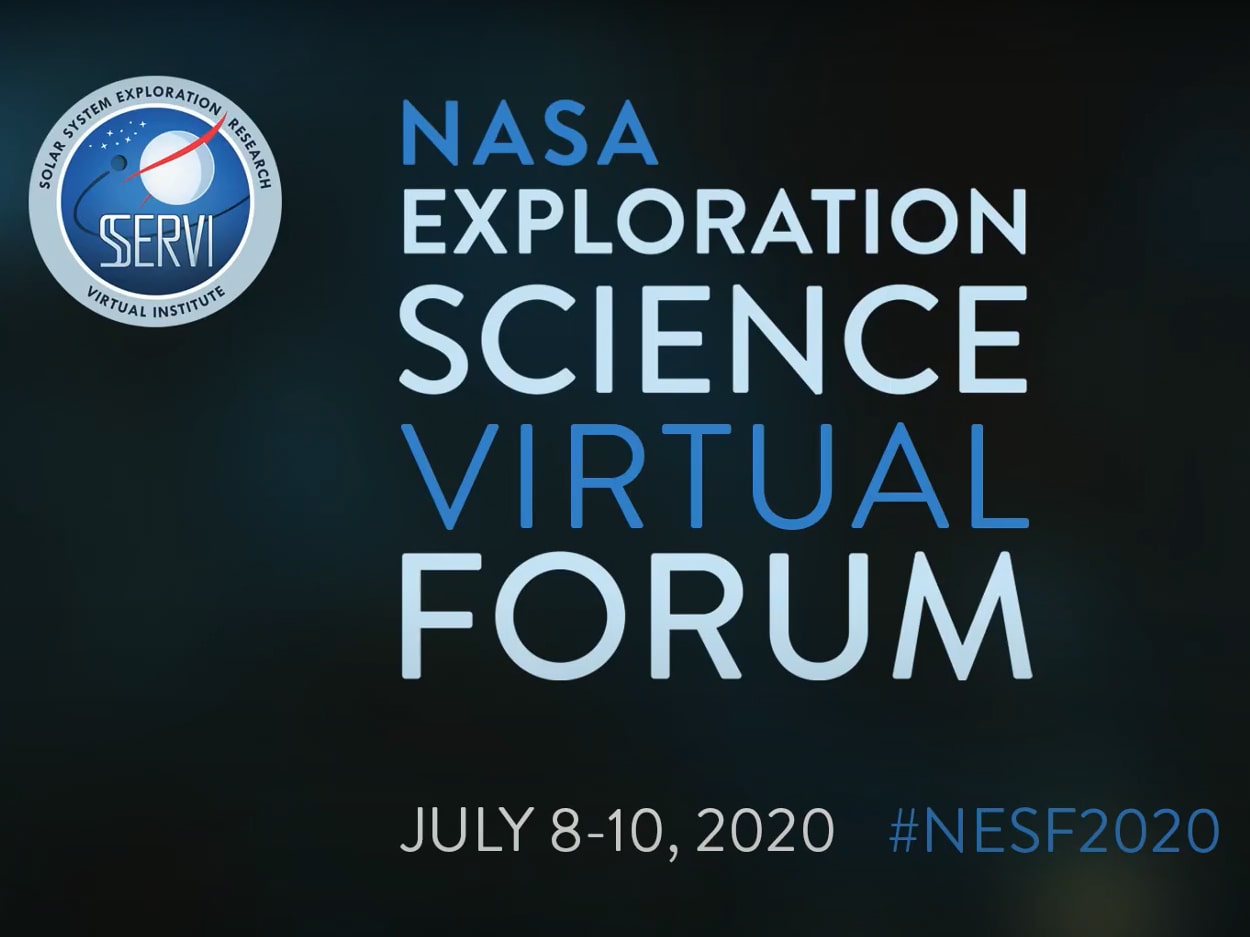 SOLAR SYSTEM EXPLORATION RESEARCH
SSERVI
VIRTUAL INSTITUTE
NASA
EXPLORATION
SCIENCE
VIRTUAL
FORUM
JULY 8-10, 2020 #NESF2020